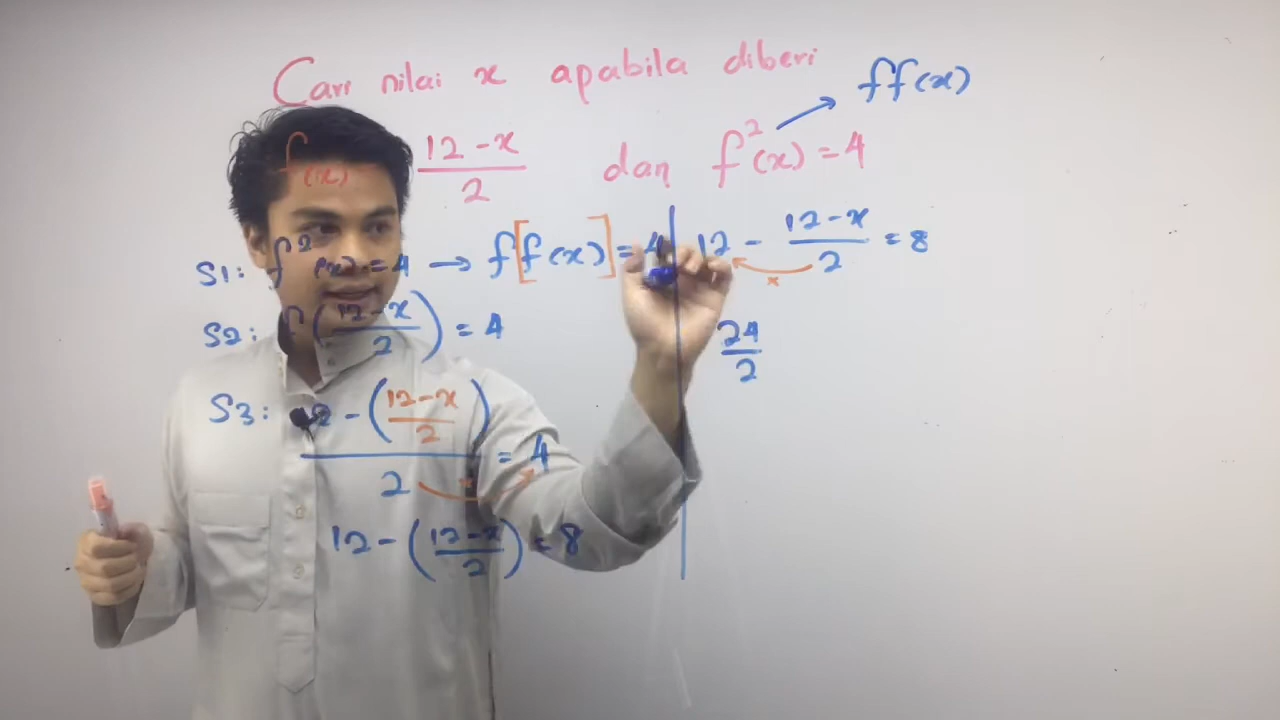 Cari nilai x apabila diberi
ff(x)
f(x) 12 - x / 2 dan f²(x) = 4
S1: f²(x) = 4 → f[f(x)] = 4
S2: f(12 - x / 2) = 4
S3: 12 - (12 - x / 2) / 2 = 4
x
12 - (12 - x / 2) = 8
12 - 12 - x / 2 = 8
x
24 / 2